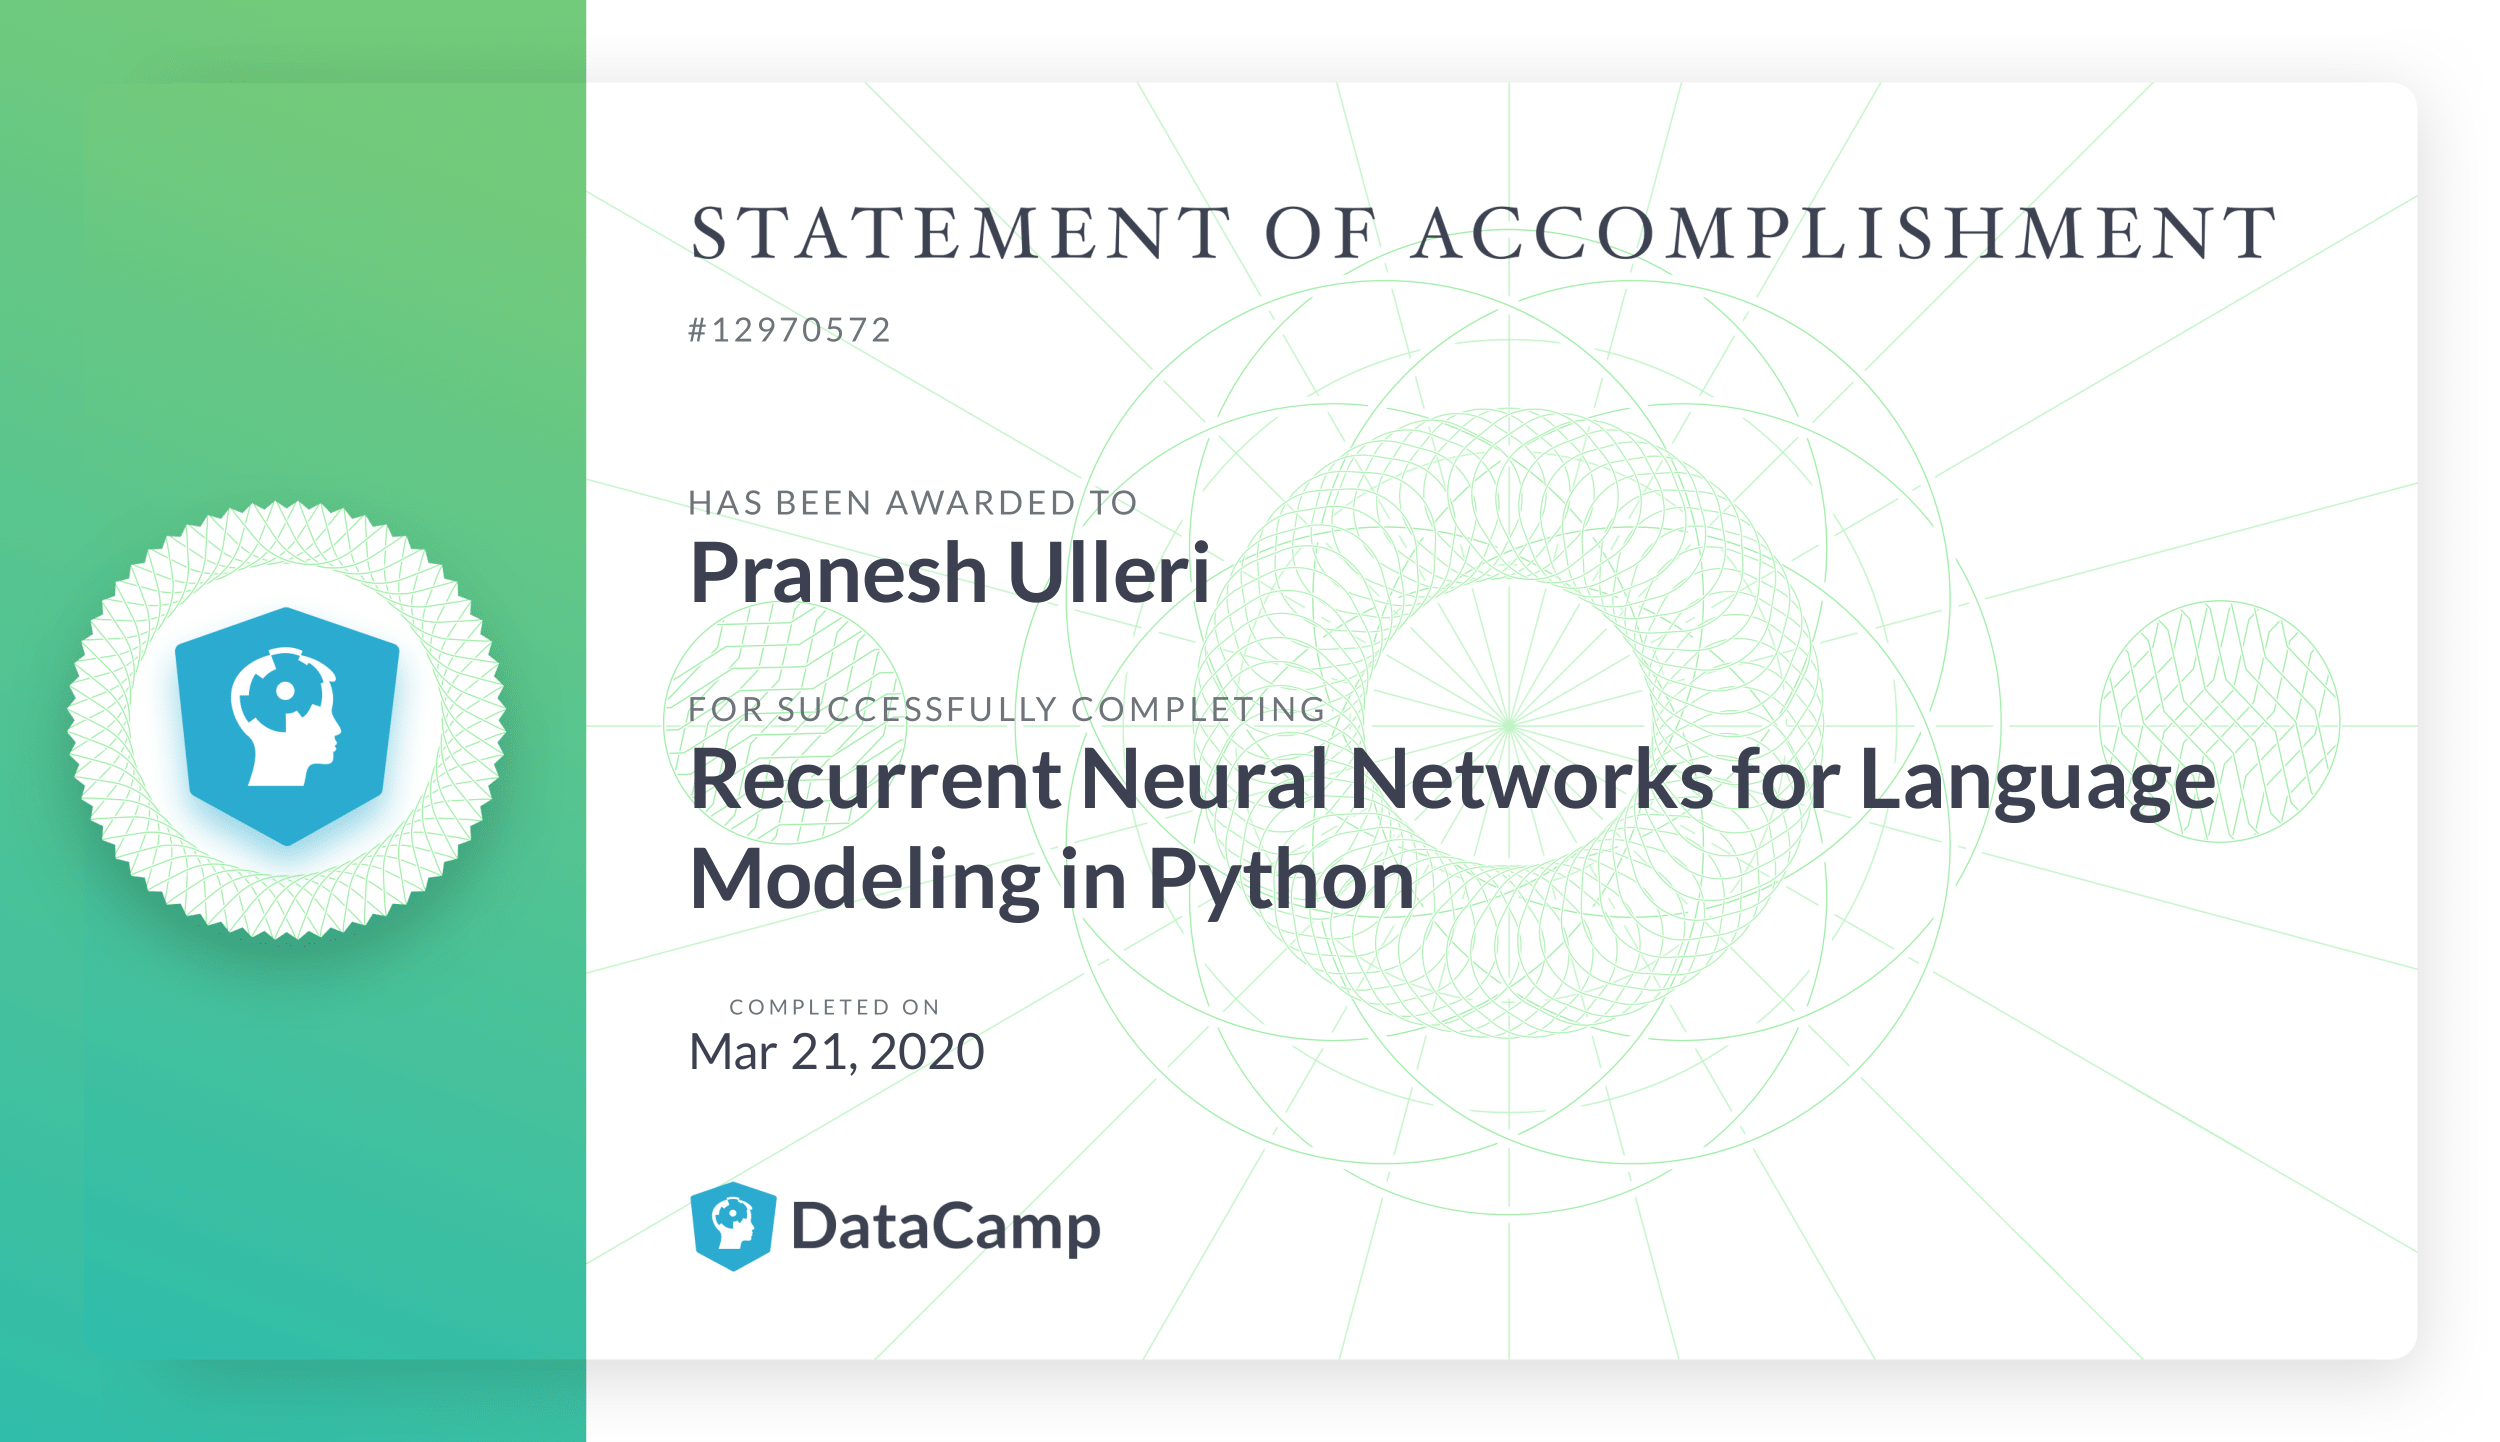 STATEMENT OF ACCOMPLISHMENT
#12970572
HAS BEEN AWARDED TO
Pranesh Ulleri
FOR SUCCESSFULLY COMPLETING
Recurrent Neural Networks for Language
Modeling in Python
COMPLETED ON
Mar 21, 2020
DataCamp